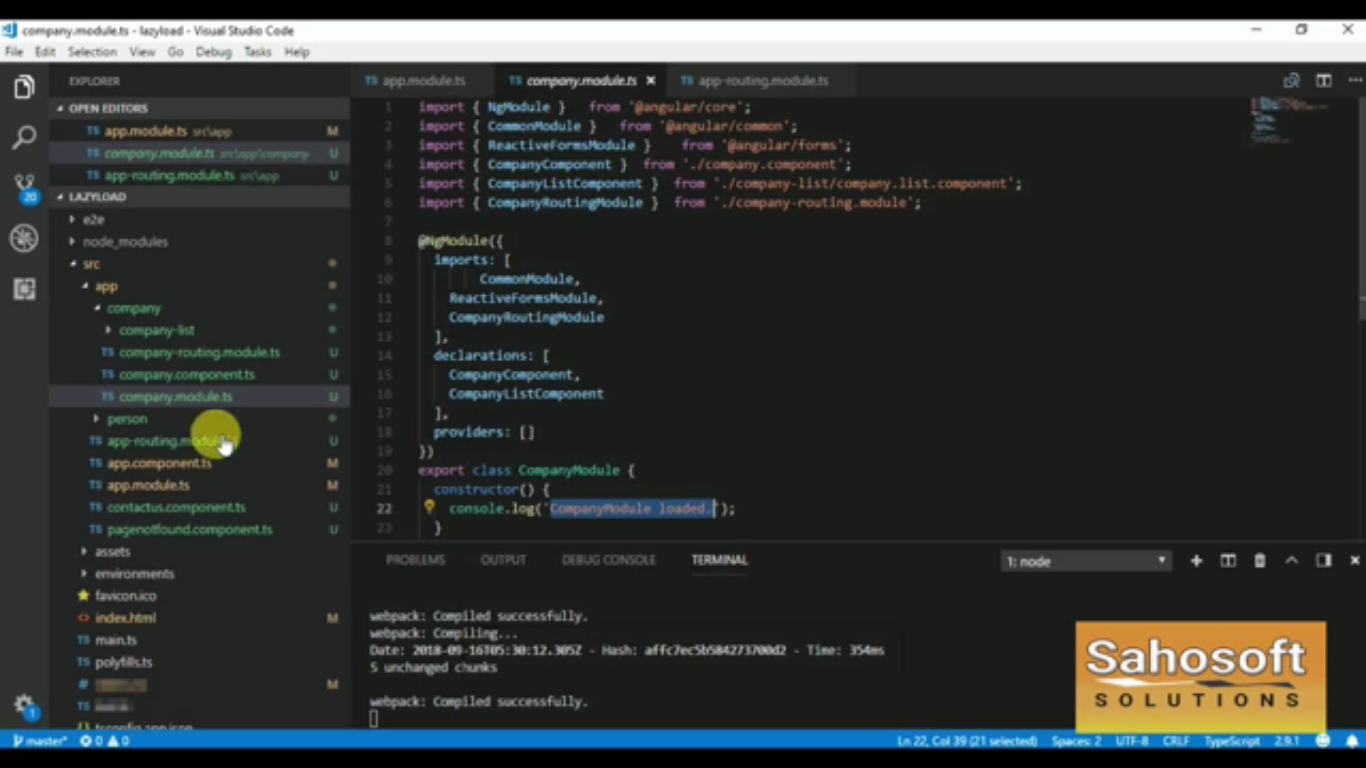 company.module.ts - lazyload - Visual Studio Code
File Edit Selection View Go Debug Tasks Help
EXPLORER
OPEN EDITORS
TS app.module.ts src\app M
TS company.module.ts src\app\company U
TS app-routing.module.ts src\app U
20
LAZYLOAD
e2e
node_modules
src
app
company
company-list
TS company-routing.module.ts U
TS company.component.ts U
TS company.module.ts U
person
TS app-routing.modul U
TS app.component.ts M
TS app.module.ts M
TS contactus.component.ts U
TS pagenotfound.component.ts U
assets
environments
favicon.ico
<> index.html M
TS main.ts
TS polyfills.ts
# M
TS
{} tsconfig.app.json
1
TS app.module.ts TS company.module.ts × TS app-routing.module.ts
1 import { NgModule } from '@angular/core';
2 import { CommonModule } from '@angular/common';
3 import { ReactiveFormsModule } from '@angular/forms';
4 import { CompanyComponent } from './company.component';
5 import { CompanyListComponent } from './company-list/company.list.component';
6 import { CompanyRoutingModule } from './company-routing.module';
7
8 @NgModule({
9 imports: [
10 CommonModule,
11 ReactiveFormsModule,
12 CompanyRoutingModule
13 ],
14 declarations: [
15 CompanyComponent,
16 CompanyListComponent
17 ],
18 providers: []
19 })
20 export class CompanyModule {
21 constructor() {
22 console.log('CompanyModule loaded.');
23 }
PROBLEMS OUTPUT DEBUG CONSOLE TERMINAL 1: node
webpack: Compiled successfully.
webpack: Compiling...
Date: 2018-09-16T05:30:12.305Z - Hash: affc7ec5b584273700d2 - Time: 354ms
5 unchanged chunks
webpack: Compiled successfully.
Sahosoft
SOLUTIONS
master* 0 0 Ln 22, Col 39 (21 selected) Spaces: 2 UTF-8 CRLF TypeScript 2.9.1